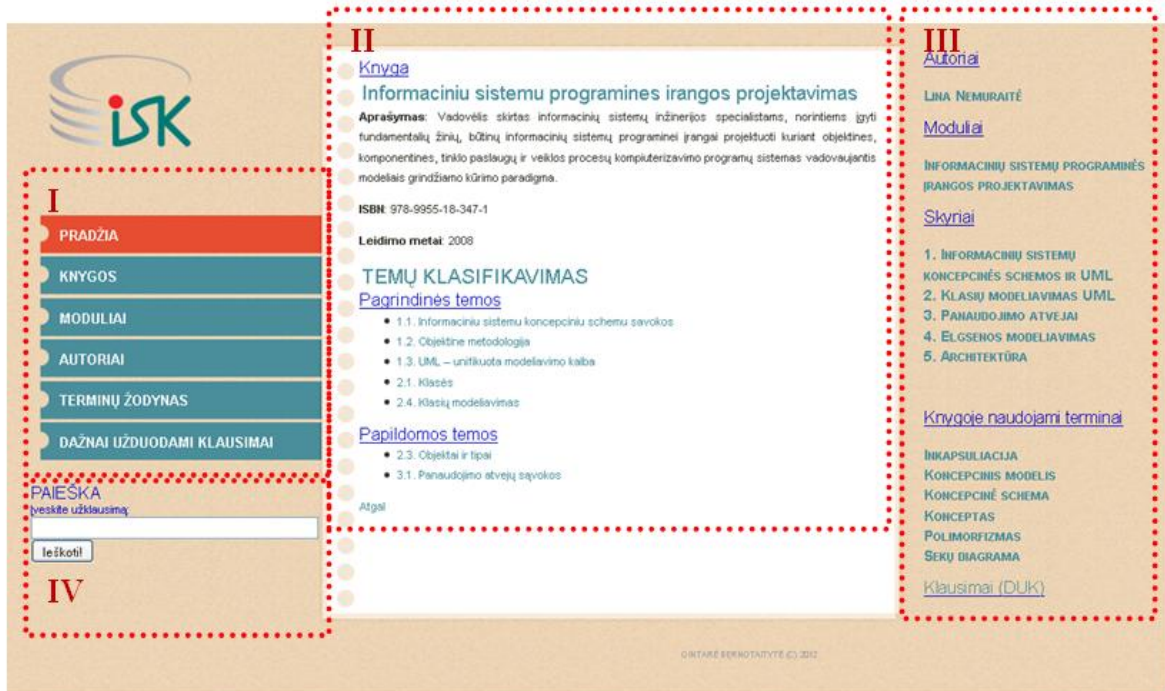 iSK
I
PRADŽIA
KNYGOS
MODULIAI
AUTORIAI
TERMINŲ ŽODYNAS
DAŽNAI UŽDUODAMI KLAUSIMAI
PAIEŠKA
Įveskite užklausimą:
Ieškoti!
IV
II
Knyga
Informaciniu sistemu programines irangos projektavimas
Aprašymas: Vadovėlis skirtas informacinių sistemų inžinerijos specialistams, norintiems įgyti
fundamentalių žinių, būtinų informacinių sistemų programinei įrangai projektuoti kuriant objektines,
komponentines, tinklo paslaugų ir veiklos procesų kompiuterizavimo programų sistemas vadovaujantis
modeliais grindžiamo kūrimo paradigma.
ISBN: 978-9955-18-347-1
Leidimo metai: 2008
TEMŲ KLASIFIKAVIMAS
Pagrindinės temos
1.1. Informaciniu sistemu koncepciniu schemu savokos
1.2. Objektine metodologija
1.3. UML – unifikuota modeliavimo kalba
2.1. Klasės
2.4. Klasių modeliavimas
Papildomos temos
2.3. Objektai ir tipai
3.1. Panaudojimo atvejų sąvokos
Atgal
III
Autoriai
LINA NEMURAITĖ
Moduliai
INFORMACINIŲ SISTEMŲ PROGRAMINĖS
ĮRANGOS PROJEKTAVIMAS
Skyriai
1. INFORMACINIŲ SISTEMŲ
KONCEPCINĖS SCHEMOS IR UML
2. KLASIŲ MODELIAVIMAS UML
3. PANAUDOJIMO ATVEJAI
4. ELGSENOS MODELIAVIMAS
5. ARCHITEKTŪRA
Knygoje naudojami terminai
INKAPSULIACIJA
KONCEPCINIS MODELIS
KONCEPCINĖ SCHEMA
KONCEPTAS
POLIMORFIZMAS
SEKŲ DIAGRAMA
Klausimai (DUK)
GINTARĖ BERNOTAITYTĖ (C) 2012